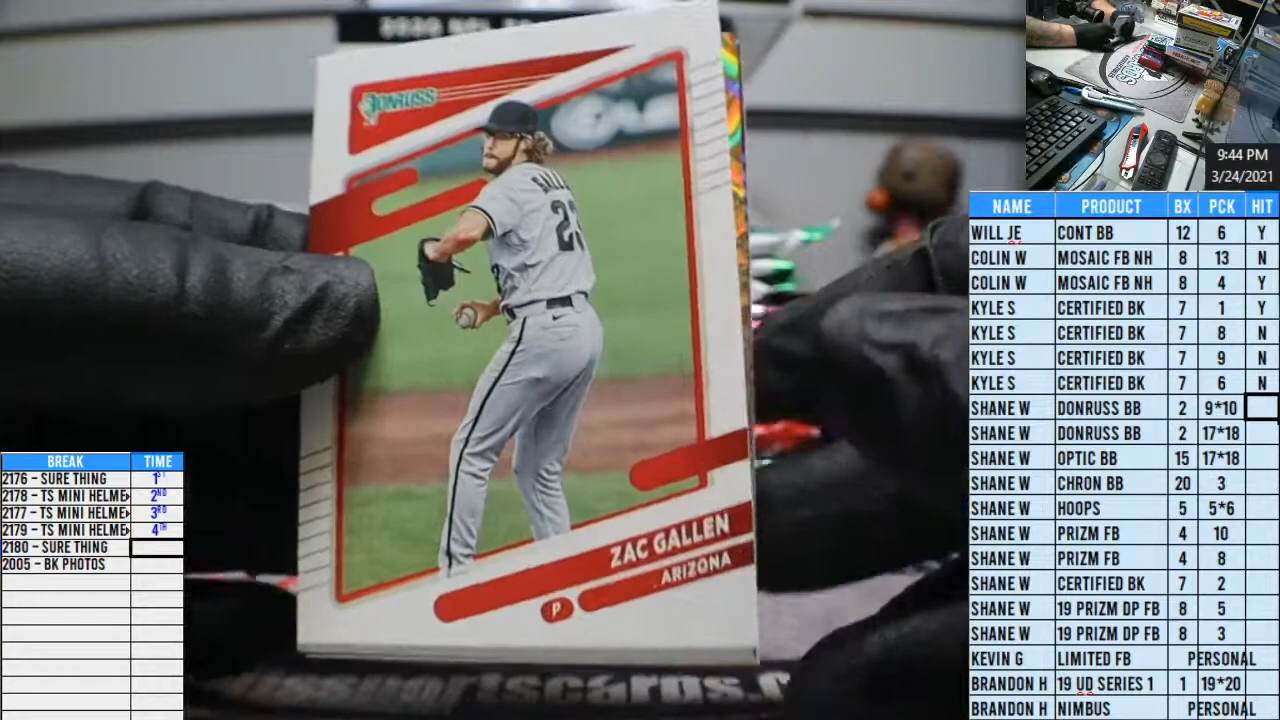 DONRUSS
23
ZAC GALLEN
ARIZONA
P
9:44 PM
3/24/2021
NAME PRODUCT BX PCK HIT
WILL JE CONT BB 12 6 Y
COLIN W MOSAIC FB NH 8 13 N
COLIN W MOSAIC FB NH 8 4 Y
KYLE S CERTIFIED BK 7 1 Y
KYLE S CERTIFIED BK 7 8 N
KYLE S CERTIFIED BK 7 9 N
KYLE S CERTIFIED BK 7 6 N
SHANE W DONRUSS BB 2 9*10
SHANE W DONRUSS BB 2 17*18
SHANE W OPTIC BB 15 17*18
SHANE W CHRON BB 20 3
SHANE W HOOPS 5 5*6
SHANE W PRIZM FB 4 10
SHANE W PRIZM FB 4 8
SHANE W CERTIFIED BK 7 2
SHANE W 19 PRIZM DP FB 8 5
SHANE W 19 PRIZM DP FB 8 3
KEVIN G LIMITED FB PERSONAL
BRANDON H 19 UD SERIES 1 1 19*20
BRANDON H NIMBUS PERSONAL
BREAK TIME
2176 - SURE THING 1ST
2178 - TS MINI HELME 2ND
2177 - TS MINI HELME 3RD
2179 - TS MINI HELME 4TH
2180 - SURE THING
2005 - BK PHOTOS